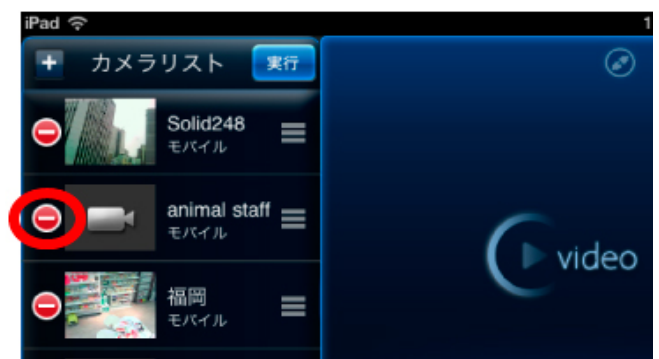 iPad
1
+ カメラリスト 実行
Solid248
モバイル
animal staff
モバイル
video
福岡
モバイル